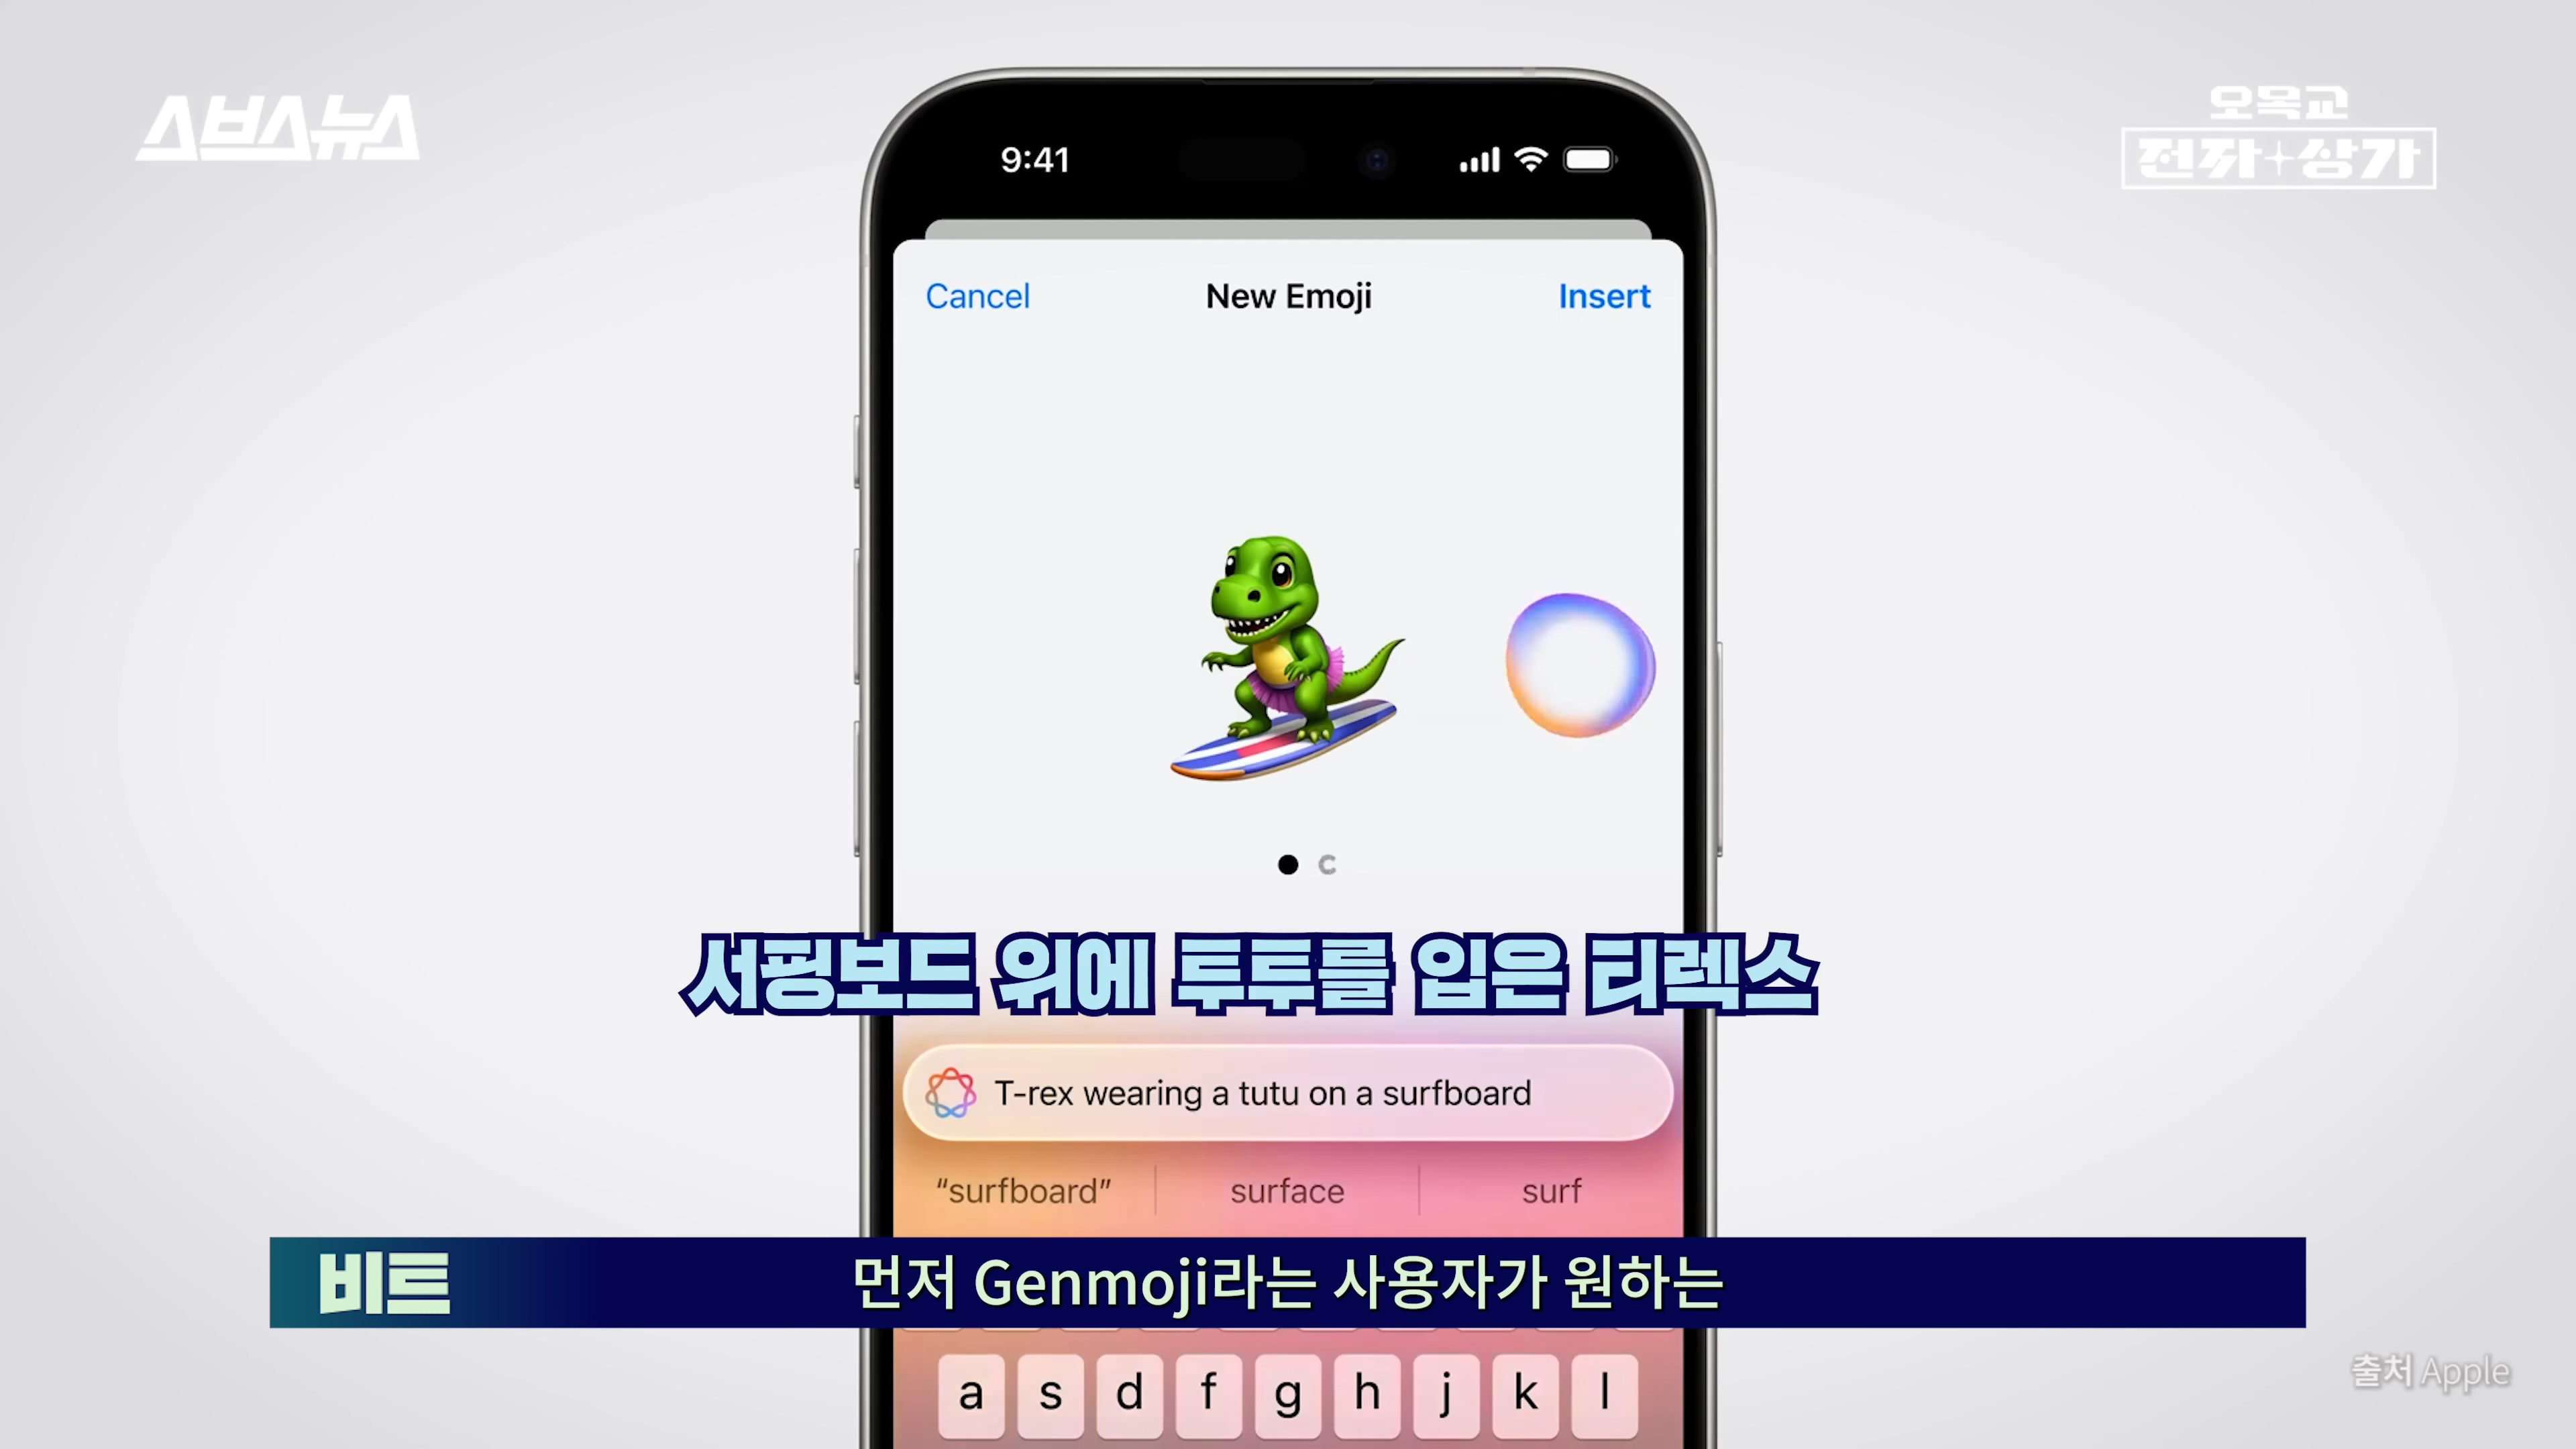 스브스뉴스
오목교
전자상가
9:41
Cancel
New Emoji
Insert
서핑보드 위에 투투를 입은 티렉스
T-rex wearing a tutu on a surfboard
“surfboard”
surface
surf
비트
먼저 Genmoji라는 사용자가 원하는
a s d f g h j k l
출처 Apple